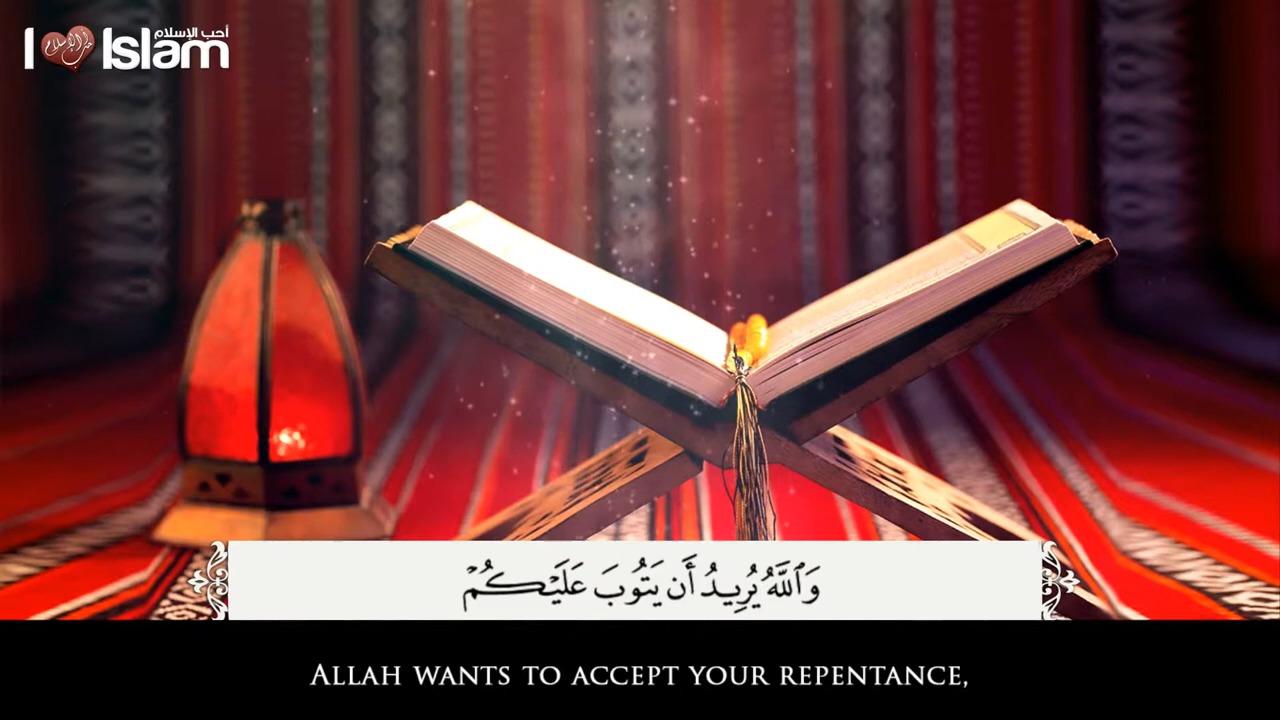 أحب الإسلام
I Islam
وَٱللَّهُ يُرِيدُ أَن يَتُوبَ عَلَيْكُمْ
ALLAH WANTS TO ACCEPT YOUR REPENTANCE,